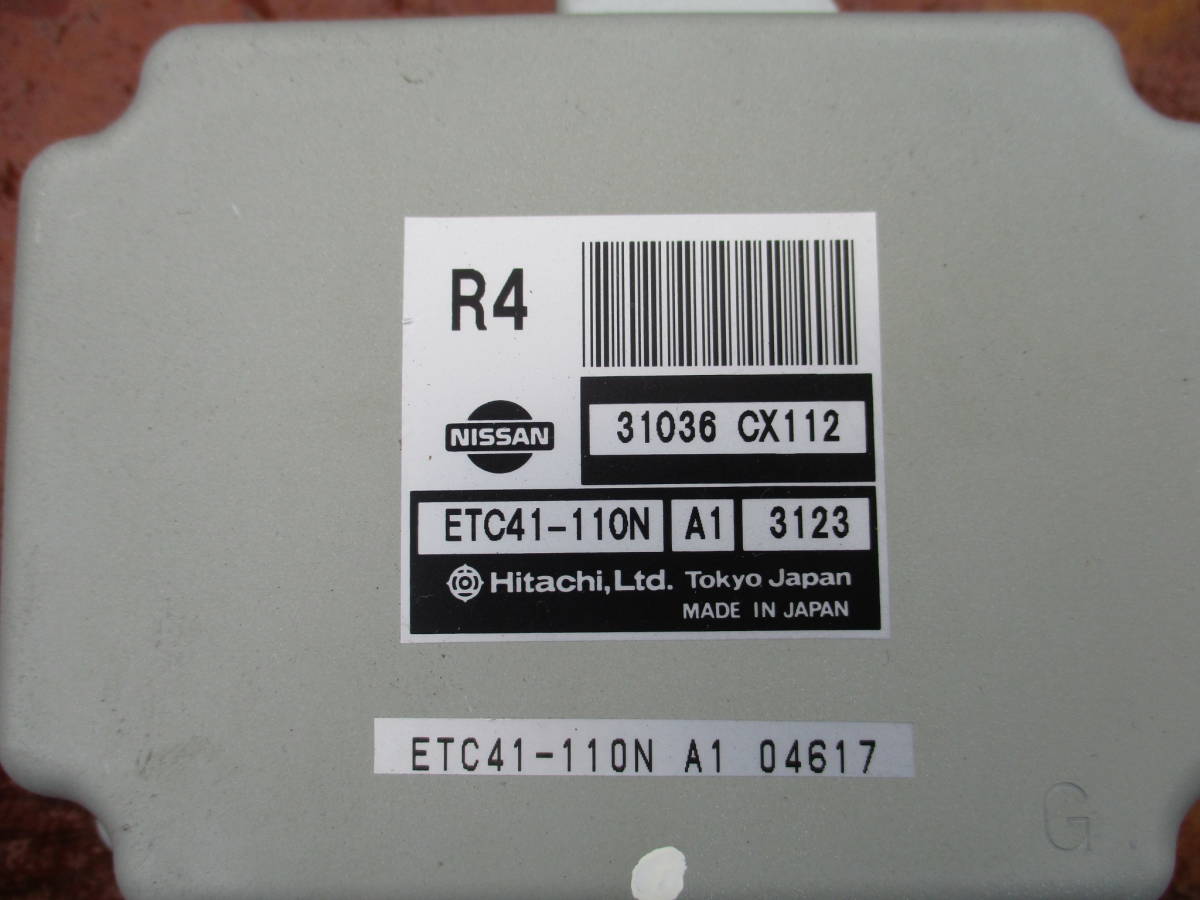 R4
NISSAN
31036 CX112
ETC41-110N A1 3123
Hitachi,Ltd. Tokyo Japan
MADE IN JAPAN
ETC41-110N A1 04617
G